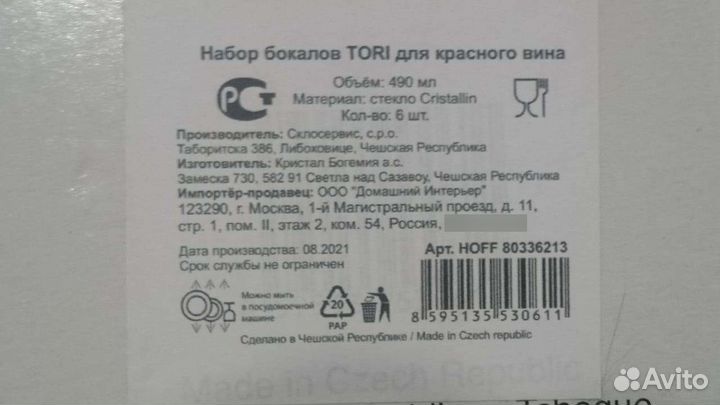 Набор бокалов TORI для красного вина
Объём: 490 мл
Материал: стекло Cristallin
Кол-во: 6 шт.
Производитель: Склосервис, с.р.о.
Таборитска 386, Либоховице, Чешская Республика
Изготовитель: Кристал Богемия а.с.
Замеска 730, 582 91 Светла над Сазавоу, Чешская Республика
Импортёр-продавец: ООО "Домашний Интерьер"
123290, г. Москва, 1-й Магистральный проезд, д. 11,
стр. 1, пом. II, этаж 2, ком. 54, Россия,
Дата производства: 08.2021
Срок службы не ограничен
Арт. HOFF 80336213
Можно мыть
в посудомоечной
машине
20
PAP
8 595135 530611
Сделано в Чешской Республике / Made in Czech republic
Made in Czech Republic
Avito